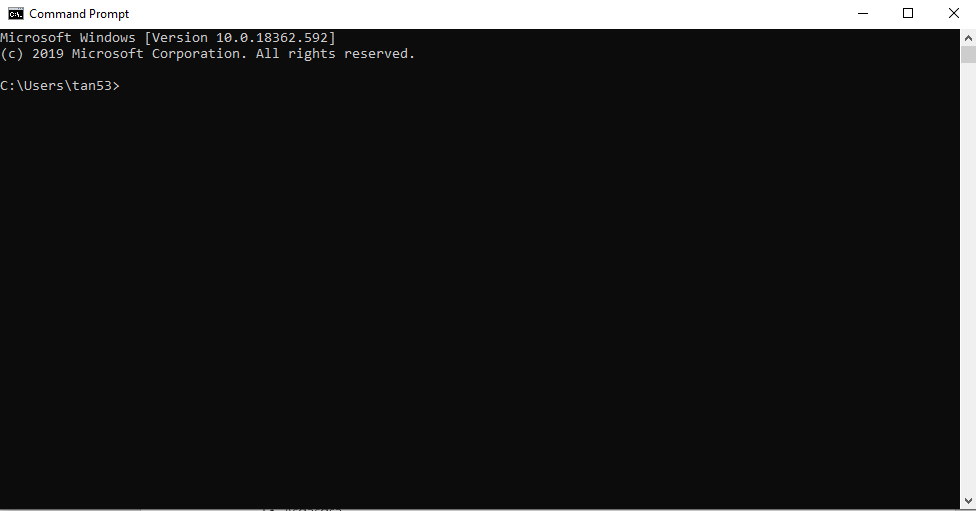 Command Prompt
Microsoft Windows [Version 10.0.18362.592]
(c) 2019 Microsoft Corporation. All rights reserved.
C:\Users\tan53>